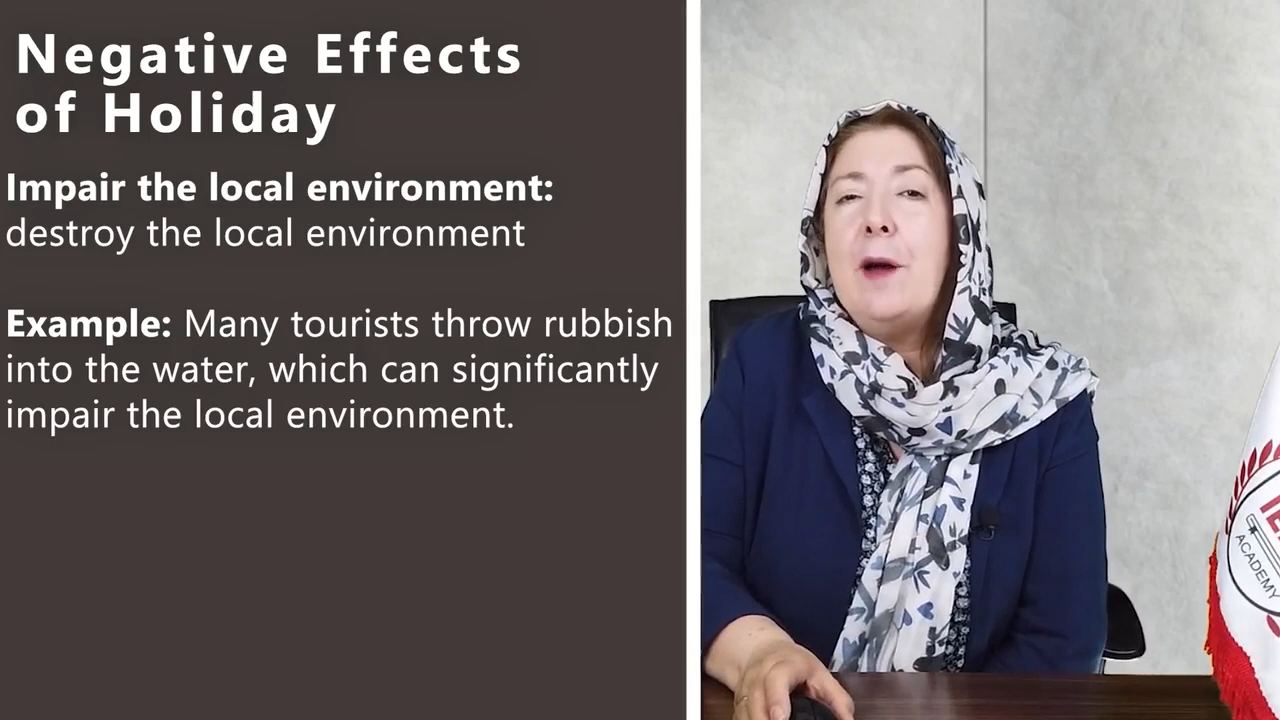 Negative Effects
of Holiday
Impair the local environment:
destroy the local environment
Example: Many tourists throw rubbish
into the water, which can significantly
impair the local environment.
ACADEMY